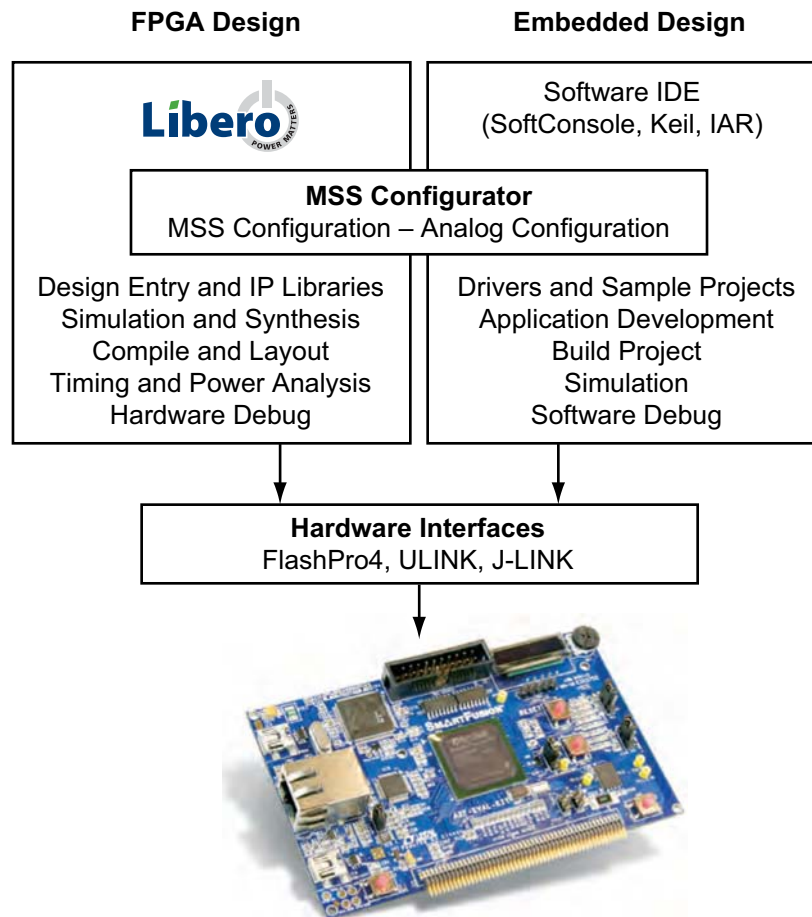 FPGA Design
Embedded Design
Libero
POWER MATTERS
Software IDE
(SoftConsole, Keil, IAR)
MSS Configurator
MSS Configuration – Analog Configuration
Design Entry and IP Libraries
Simulation and Synthesis
Compile and Layout
Timing and Power Analysis
Hardware Debug
Drivers and Sample Projects
Application Development
Build Project
Simulation
Software Debug
Hardware Interfaces
FlashPro4, ULINK, J-LINK
SMARTFUSION
RESET